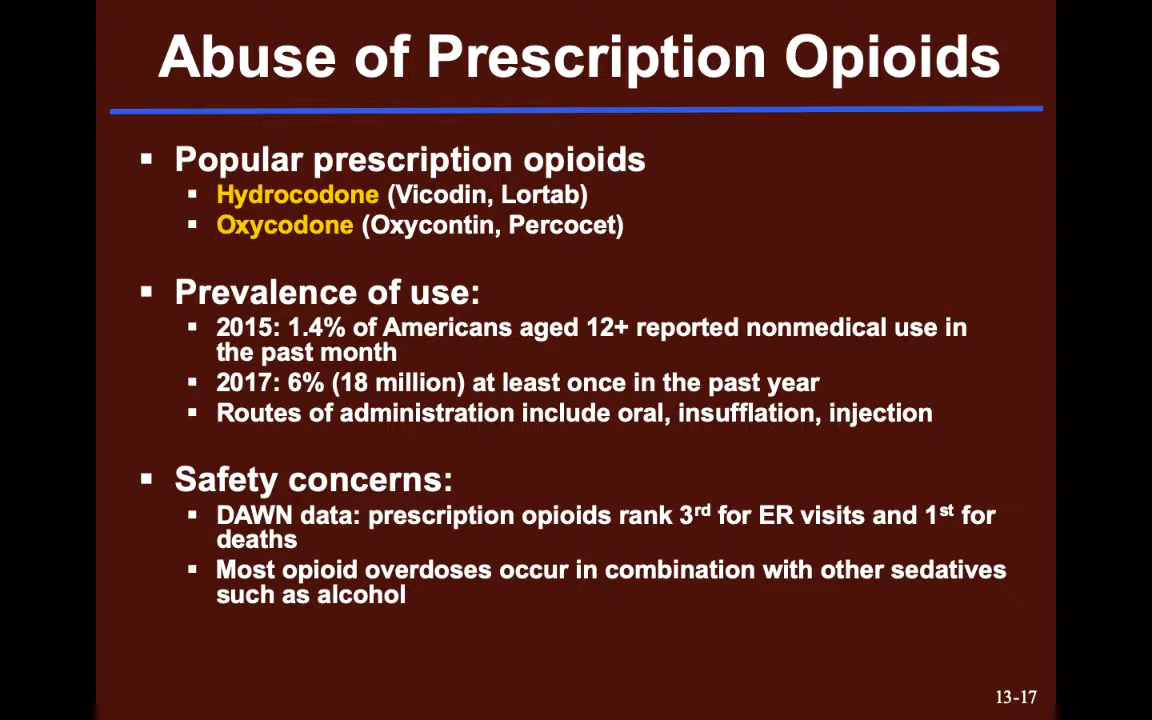 Abuse of Prescription Opioids
▪ Popular prescription opioids
▪ Hydrocodone (Vicodin, Lortab)
▪ Oxycodone (Oxycontin, Percocet)
▪ Prevalence of use:
▪ 2015: 1.4% of Americans aged 12+ reported nonmedical use in
the past month
▪ 2017: 6% (18 million) at least once in the past year
▪ Routes of administration include oral, insufflation, injection
▪ Safety concerns:
▪ DAWN data: prescription opioids rank 3rd for ER visits and 1st for
deaths
▪ Most opioid overdoses occur in combination with other sedatives
such as alcohol
13-17